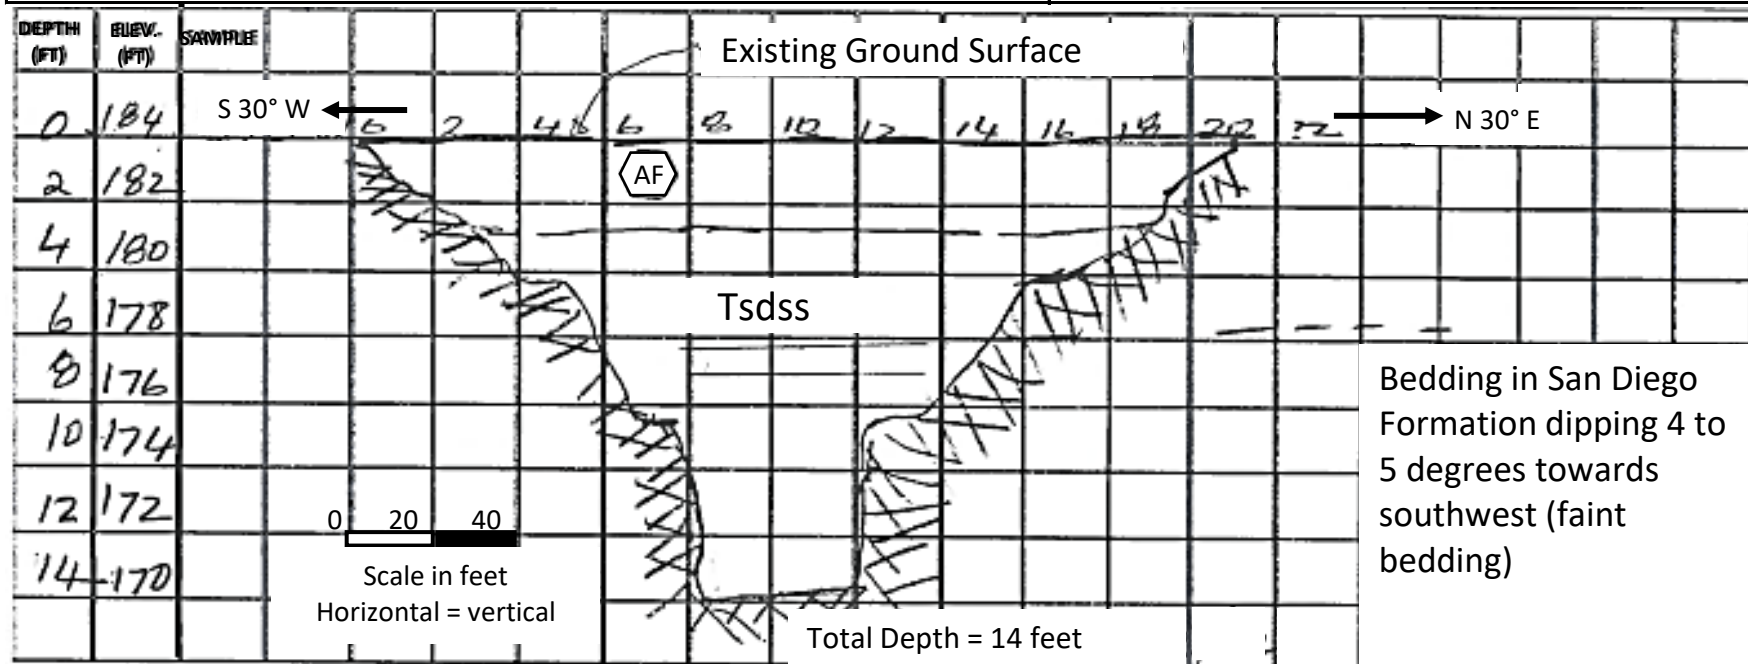 DEPTH (FT) ELEV. (FT) SAMPLE
Existing Ground Surface
S 30° W
N 30° E
0 184 0 2 4 6 8 10 12 14 16 18 20 22
AF
2 182
4 180
Tsdss
6 178
8 176
10 174
12 172
14 170
0 20 40
Scale in feet
Horizontal = vertical
Bedding in San Diego
Formation dipping 4 to
5 degrees towards
southwest (faint
bedding)
Total Depth = 14 feet